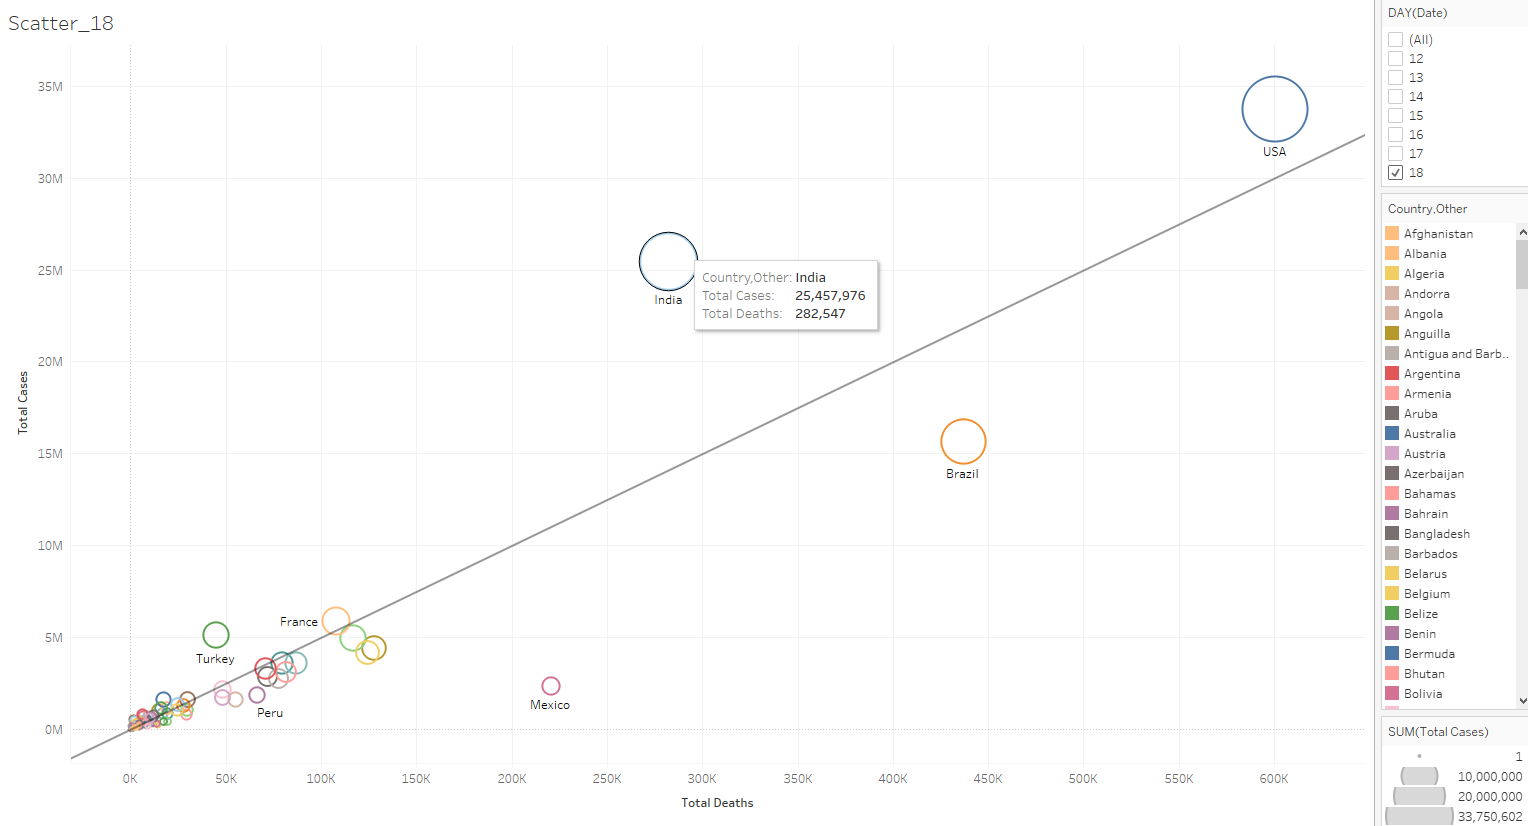 Scatter_18
35M
30M
25M
20M
15M
10M
5M
0M
Total Cases
USA
India
Country,Other: India
Total Cases: 25,457,976
Total Deaths: 282,547
Brazil
France
Turkey
Peru
Mexico
0K 50K 100K 150K 200K 250K 300K 350K 400K 450K 500K 550K 600K
Total Deaths
DAY(Date)
(All)
12
13
14
15
16
17
18
Country,Other
Afghanistan
Albania
Algeria
Andorra
Angola
Anguilla
Antigua and Barb..
Argentina
Armenia
Aruba
Australia
Austria
Azerbaijan
Bahamas
Bahrain
Bangladesh
Barbados
Belarus
Belgium
Belize
Benin
Bermuda
Bhutan
Bolivia
SUM(Total Cases)
1
10,000,000
20,000,000
33,750,602